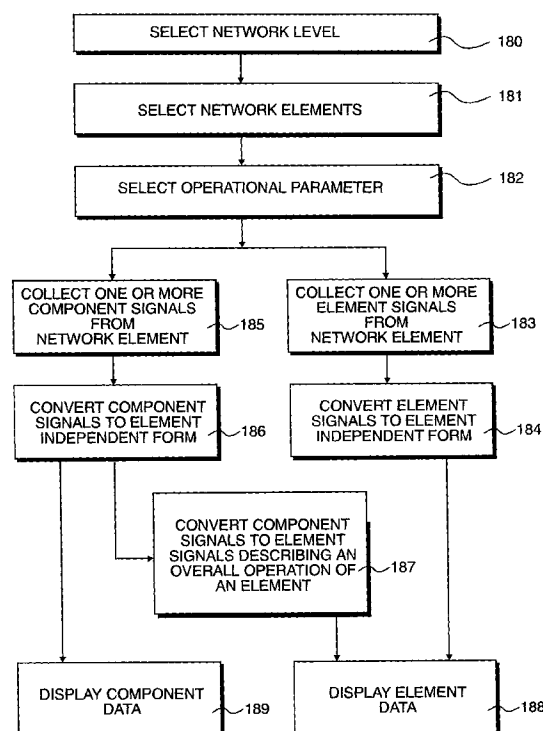 SELECT NETWORK LEVEL
180
SELECT NETWORK ELEMENTS
181
SELECT OPERATIONAL PARAMETER
182
COLLECT ONE OR MORE
COMPONENT SIGNALS
FROM
NETWORK ELEMENT
185
COLLECT ONE OR MORE
ELEMENT SIGNALS
FROM
NETWORK ELEMENT
183
CONVERT COMPONENT
SIGNALS TO ELEMENT
INDEPENDENT FORM
186
CONVERT ELEMENT
SIGNALS TO ELEMENT
INDEPENDENT FORM
184
CONVERT COMPONENT
SIGNALS TO ELEMENT
SIGNALS DESCRIBING AN
OVERALL OPERATION OF
AN ELEMENT
187
DISPLAY COMPONENT
DATA
189
DISPLAY ELEMENT
DATA
188